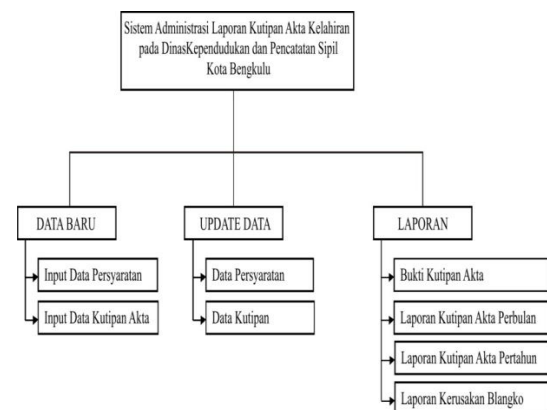 Sistem Administrasi Laporan Kutipan Akta Kelahiran
pada DinasKependudukan dan Pencatatan Sipil
Kota Bengkulu
DATA BARU
Input Data Persyaratan
Input Data Kutipan Akta
UPDATE DATA
Data Persyaratan
Data Kutipan
LAPORAN
Bukti Kutipan Akta
Laporan Kutipan Akta Perbulan
Laporan Kutipan Akta Pertahun
Laporan Kerusakan Blangko